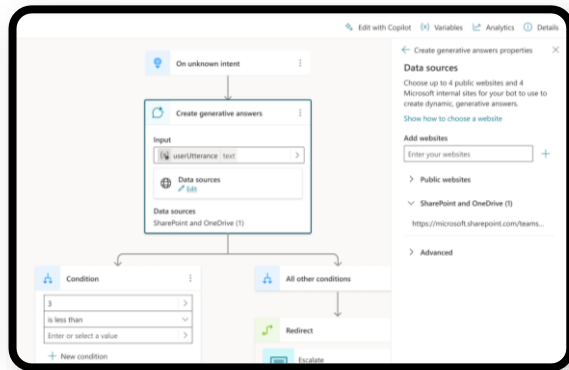 Edit with Copilot {x} Variables Analytics Details
On unknown intent
Create generative answers
Input
{x} userUtterance text
Data sources
Edit
Data sources
SharePoint and OneDrive (1)
Condition
3
is less than
Enter or select a value
New condition
All other conditions
Redirect
Escalate
Create generative answers properties
Data sources
Choose up to 4 public websites and 4
Microsoft internal sites for your bot to use to
create dynamic, generative answers.
Show how to choose a website
Add websites
Enter your websites
Public websites
SharePoint and OneDrive (1)
https://microsoft.sharepoint.com/teams...
Advanced